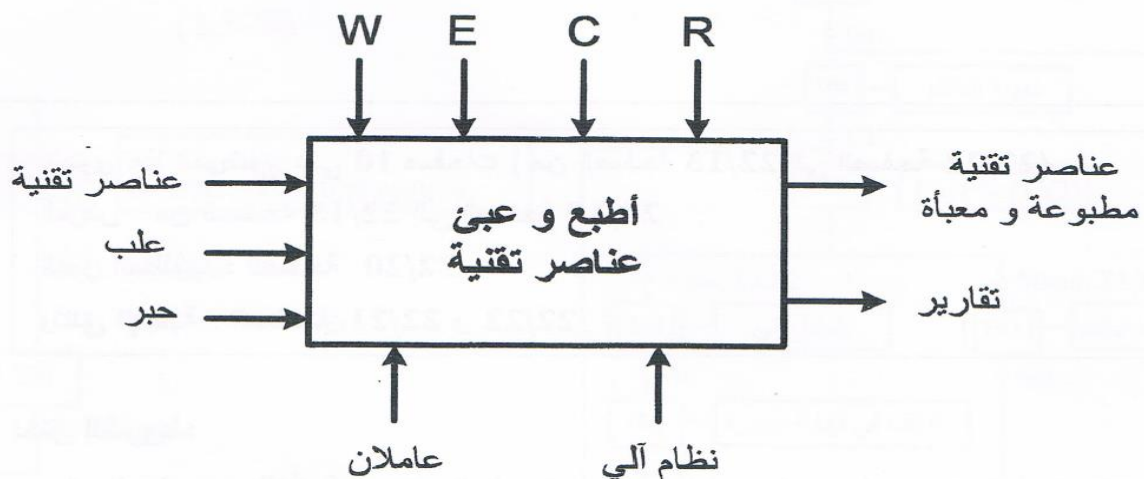 W E C R
عناصر تقنية
علب
حبر
أطبع و عبئ
عناصر تقنية
عناصر تقنية
مطبوعة و معبأة
تقارير
عاملان
نظام آلي